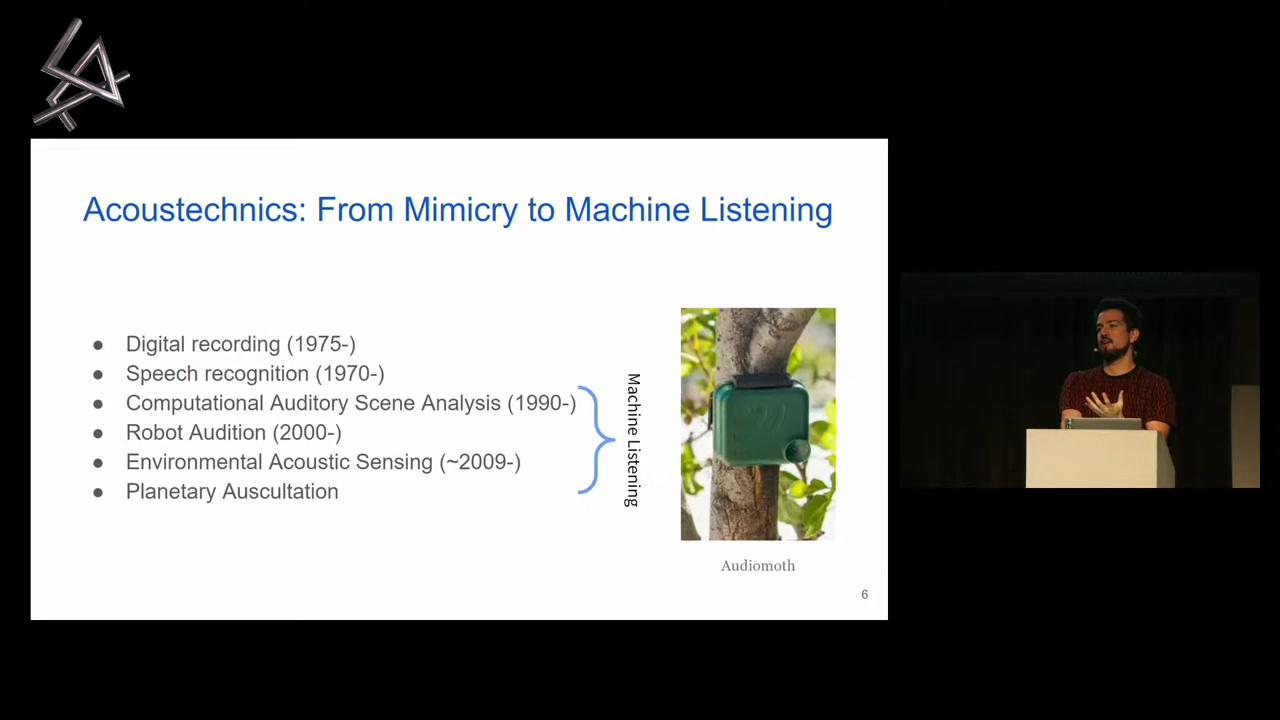 Acoustechnics: From Mimicry to Machine Listening
● Digital recording (1975-)
● Speech recognition (1970-)
● Computational Auditory Scene Analysis (1990-)
● Robot Audition (2000-)
● Environmental Acoustic Sensing (~2009-)
● Planetary Auscultation
Machine Listening
Audiomoth
6